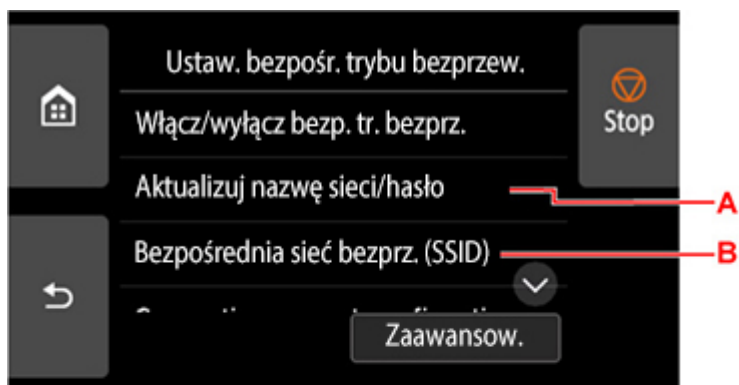 Ustaw. bezpośr. trybu bezprzew.
Włącz/wyłącz bezp. tr. bezprz.
Stop
Aktualizuj nazwę sieci/hasło
A
Bezpośrednia sieć bezprz. (SSID)
B
Zaawansow.